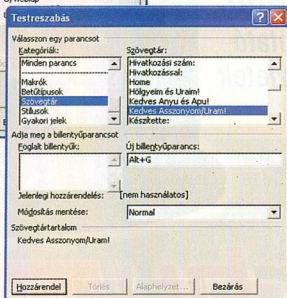 Testreszabás
Válasszon egy parancsot
Kategóriák:
Minden parancs
Makrók
Betűtípusok
Szövegtár
Stílusok
Gyakori jelek
Szövegtár:
Hivatkozási szám:
Hivatkozással:
Home
Hölgyeim és Uraim!
Kedves Anyu és Apu!
Kedves Asszonyom/Uram!
Készítette:
Adja meg a billentyűparancsot
Foglalt billentyűk:
Új billentyűparancs:
Alt+G
Jelenlegi hozzárendelés:
[nem használatos]
Módosítás mentése:
Normal
Szövegtártartalom
Kedves Asszonyom/Uram!
Hozzárendel
Törlés
Alaphelyzet...
Bezárás